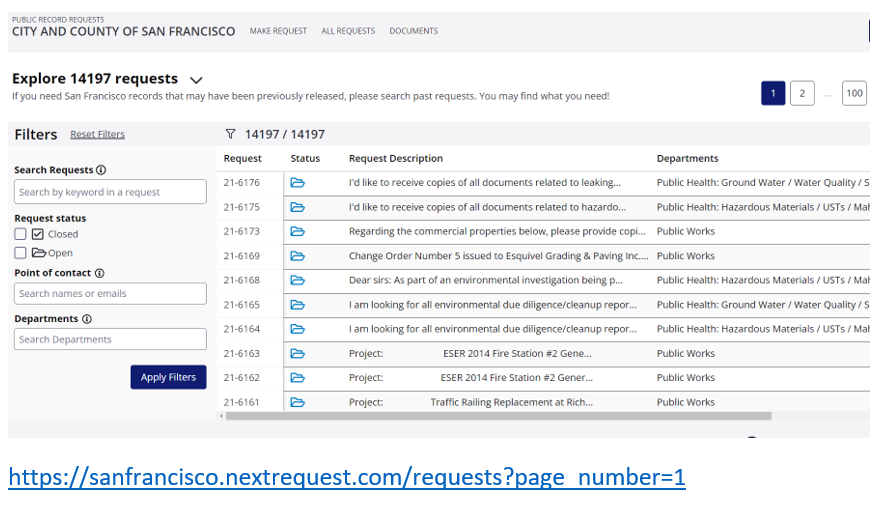 PUBLIC RECORD REQUESTS
CITY AND COUNTY OF SAN FRANCISCO MAKE REQUEST ALL REQUESTS DOCUMENTS
Explore 14197 requests
If you need San Francisco records that may have been previously released, please search past requests. You may find what you need!
1 2 ... 100
Filters Reset Filters 14197 / 14197
Request Status Request Description Departments
Search Requests
Search by keyword in a request
Request status
Closed
Open
Point of contact
Search names or emails
Departments
Search Departments
Apply Filters
21-6176 I'd like to receive copies of all documents related to leaking... Public Health: Ground Water / Water Quality / S
21-6175 I'd like to receive copies of all documents related to hazardo... Public Health: Hazardous Materials / USTs / Mah
21-6173 Regarding the commercial properties below, please provide copi... Public Works
21-6169 Change Order Number 5 issued to Esquivel Grading & Paving Inc.... Public Works
21-6168 Dear sirs: As part of an environmental investigation being p... Public Health: Hazardous Materials / USTs / Mah
21-6165 I am looking for all environmental due diligence/cleanup repor... Public Health: Ground Water / Water Quality / S
21-6164 I am looking for all environmental due diligence/cleanup repor... Public Health: Hazardous Materials / USTs / Mah
21-6163 Project: ESER 2014 Fire Station #2 Gene... Public Works
21-6162 Project: ESER 2014 Fire Station #2 Gener... Public Works
21-6161 Project: Traffic Railing Replacement at Rich... Public Works
https://sanfrancisco.nextrequest.com/requests?page_number=1